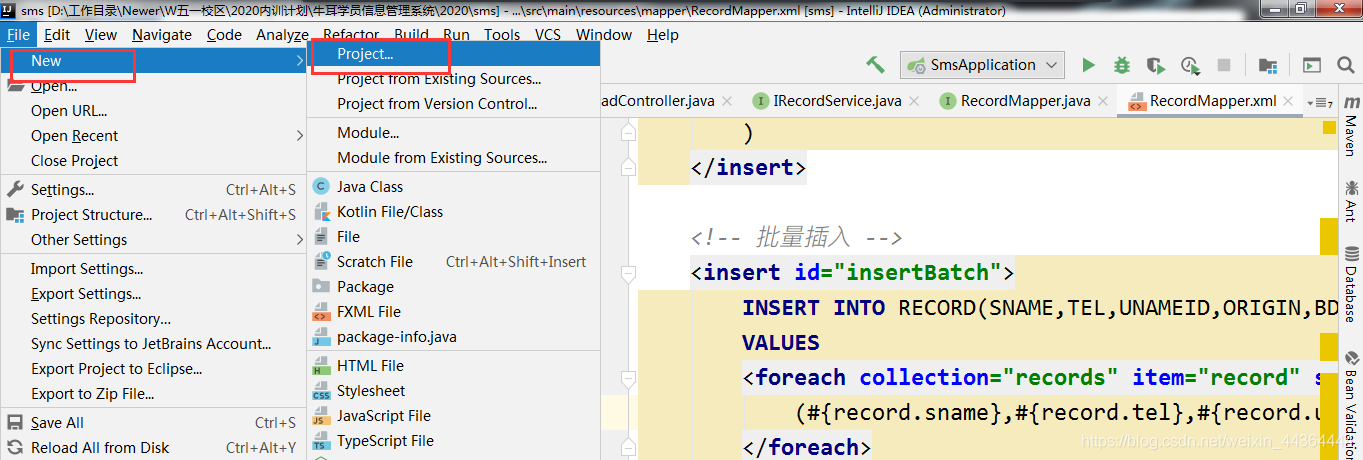 sms [D:\工作目录\Newer\W五一校区\2020内训计划\牛耳学员信息管理系统\2020\sms] - ...\src\main\resources\mapper\RecordMapper.xml [sms] - IntelliJ IDEA (Administrator)
File Edit View Navigate Code Analyze Refactor Build Run Tools VCS Window Help
New
Open...
Open URL...
Open Recent
Close Project
Settings... Ctrl+Alt+S
Project Structure... Ctrl+Alt+Shift+S
Other Settings
Import Settings...
Export Settings...
Settings Repository...
Sync Settings to JetBrains Account...
Export Project to Eclipse...
Export to Zip File...
Save All Ctrl+S
Reload All from Disk Ctrl+Alt+Y
Project...
Project from Existing Sources...
Project from Version Control...
Module...
Module from Existing Sources...
Java Class
Kotlin File/Class
File
Scratch File Ctrl+Alt+Shift+Insert
Package
FXML File
package-info.java
HTML File
Stylesheet
JavaScript File
TypeScript File
SmsApplication
adController.java IRecordService.java RecordMapper.java RecordMapper.xml 7
)
</insert>
<!-- 批量插入 -->
<insert id="insertBatch">
INSERT INTO RECORD(SNAME,TEL,UNAMEID,ORIGIN,BD
VALUES
<foreach collection="records" item="record" s
(#{record.sname},#{record.tel},#{record.u
</foreach>
Maven
Ant
Database
Bean Validation
https://blog.csdn.net/weixin_4436444